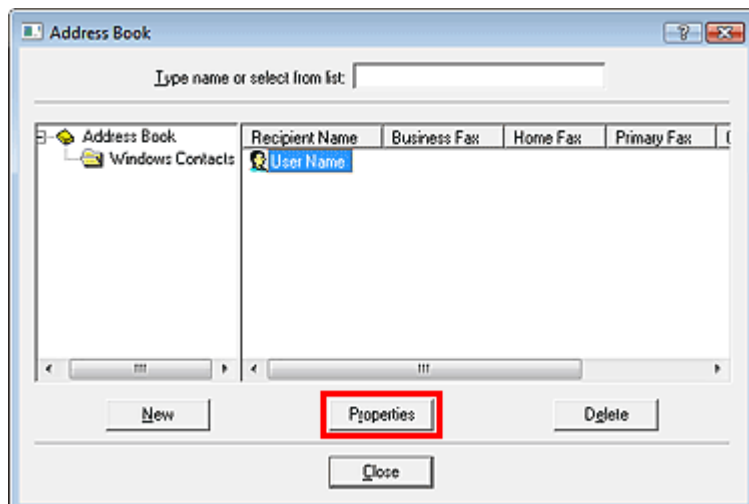 Address Book
Type name or select from list:
Address Book
Windows Contacts
Recipient Name Business Fax Home Fax Primary Fax
User Name
New Properties Delete
Close